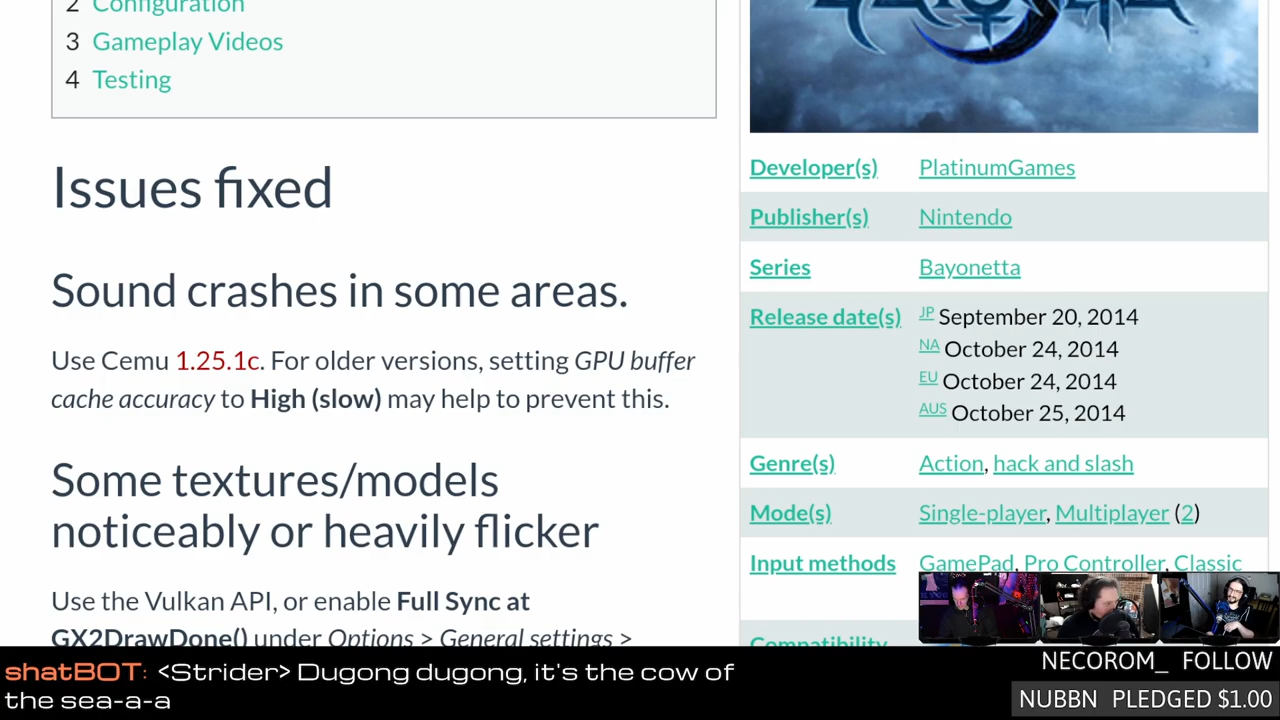 2 Configuration
3 Gameplay Videos
4 Testing
Issues fixed
Sound crashes in some areas.
Use Cemu 1.25.1c. For older versions, setting GPU buffer
cache accuracy to High (slow) may help to prevent this.
Some textures/models
noticeably or heavily flicker
Use the Vulkan API, or enable Full Sync at
GX2DrawDone() under Options > General settings >
Developer(s) PlatinumGames
Publisher(s) Nintendo
Series Bayonetta
Release date(s) JP September 20, 2014
NA October 24, 2014
EU October 24, 2014
AUS October 25, 2014
Genre(s) Action, hack and slash
Mode(s) Single-player, Multiplayer (2)
Input methods GamePad, Pro Controller, Classic
Compatibility
shatBOT: <Strider> Dugong dugong, it's the cow of
the sea-a-a
NECOROM_ FOLLOW
NUBBN PLEDGED $1.00